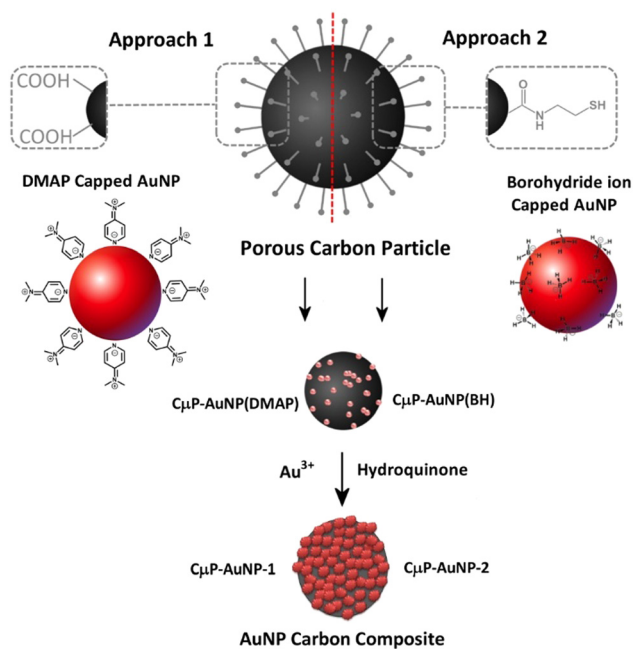 Approach 1
Approach 2
COOH
COOH
O
N
H
SH
DMAP Capped AuNP
Borohydride ion
Capped AuNP
Porous Carbon Particle
CµP-AuNP(DMAP)
CµP-AuNP(BH)
Au³⁺
Hydroquinone
CµP-AuNP-1
CµP-AuNP-2
AuNP Carbon Composite